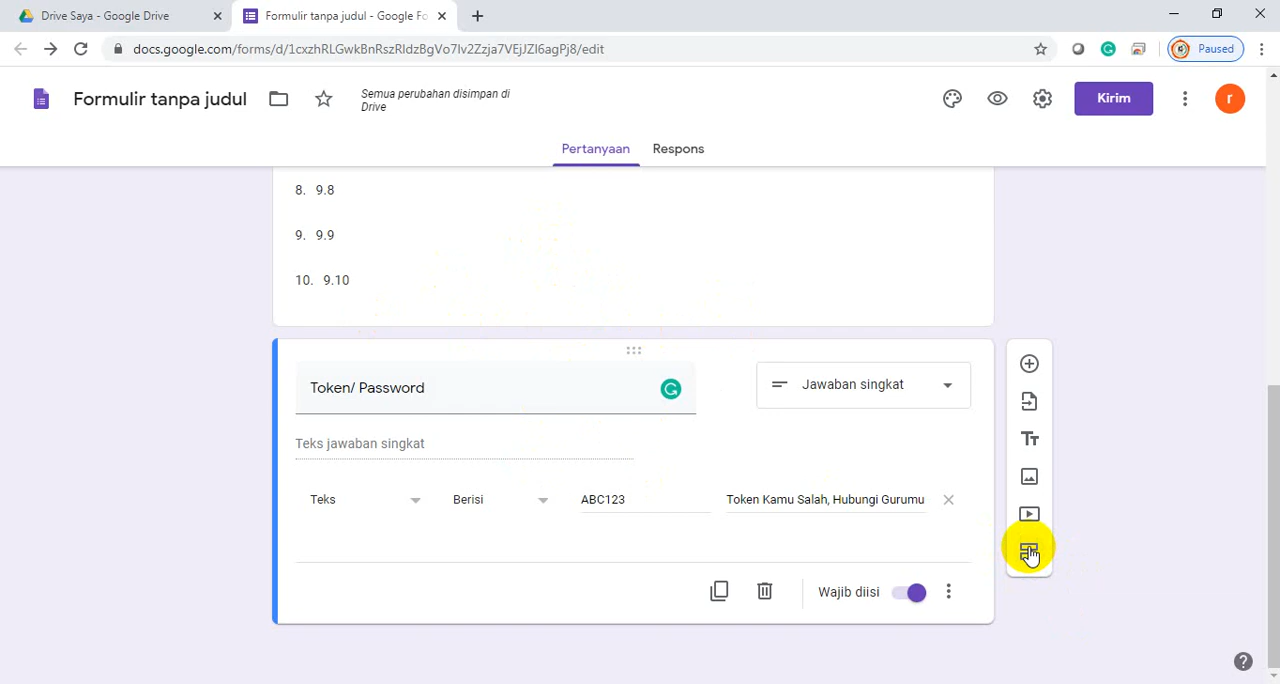 Drive Saya - Google Drive
Formulir tanpa judul - Google Fo
docs.google.com/forms/d/1cxzhRLGwkBnRszRldzBgVo7lv2Zzja7VEjJZI6agPj8/edit
Paused
Formulir tanpa judul
Semua perubahan disimpan di
Drive
Kirim
r
Pertanyaan
Respons
8. 9.8
9. 9.9
10. 9.10
Token/ Password
Jawaban singkat
Teks jawaban singkat
Teks
Berisi
ABC123
Token Kamu Salah, Hubungi Gurumu
Wajib diisi